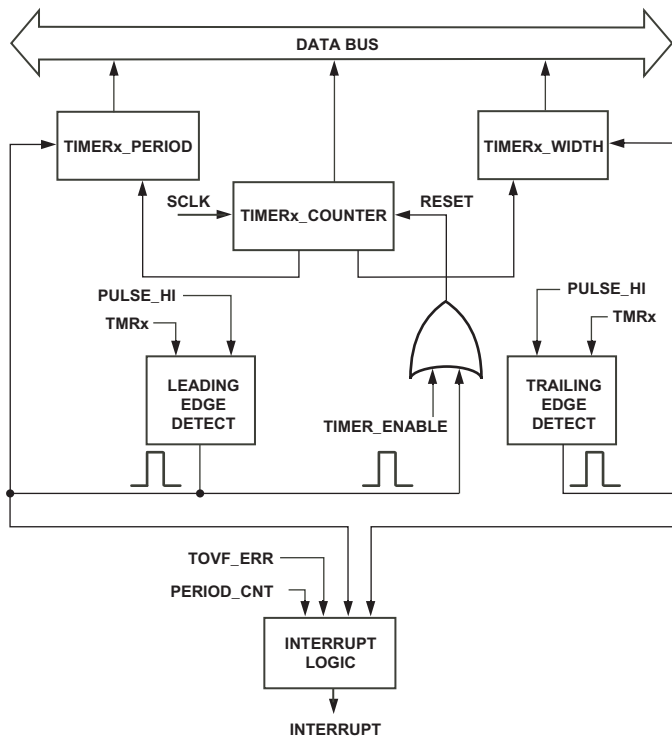 DATA BUS
TIMERx_PERIOD
TIMERx_WIDTH
SCLK
RESET
TIMERx_COUNTER
PULSE_HI
TMRx
PULSE_HI
TMRx
LEADING
EDGE
DETECT
TRAILING
EDGE
DETECT
TIMER_ENABLE
TOVF_ERR
PERIOD_CNT
INTERRUPT
LOGIC
INTERRUPT